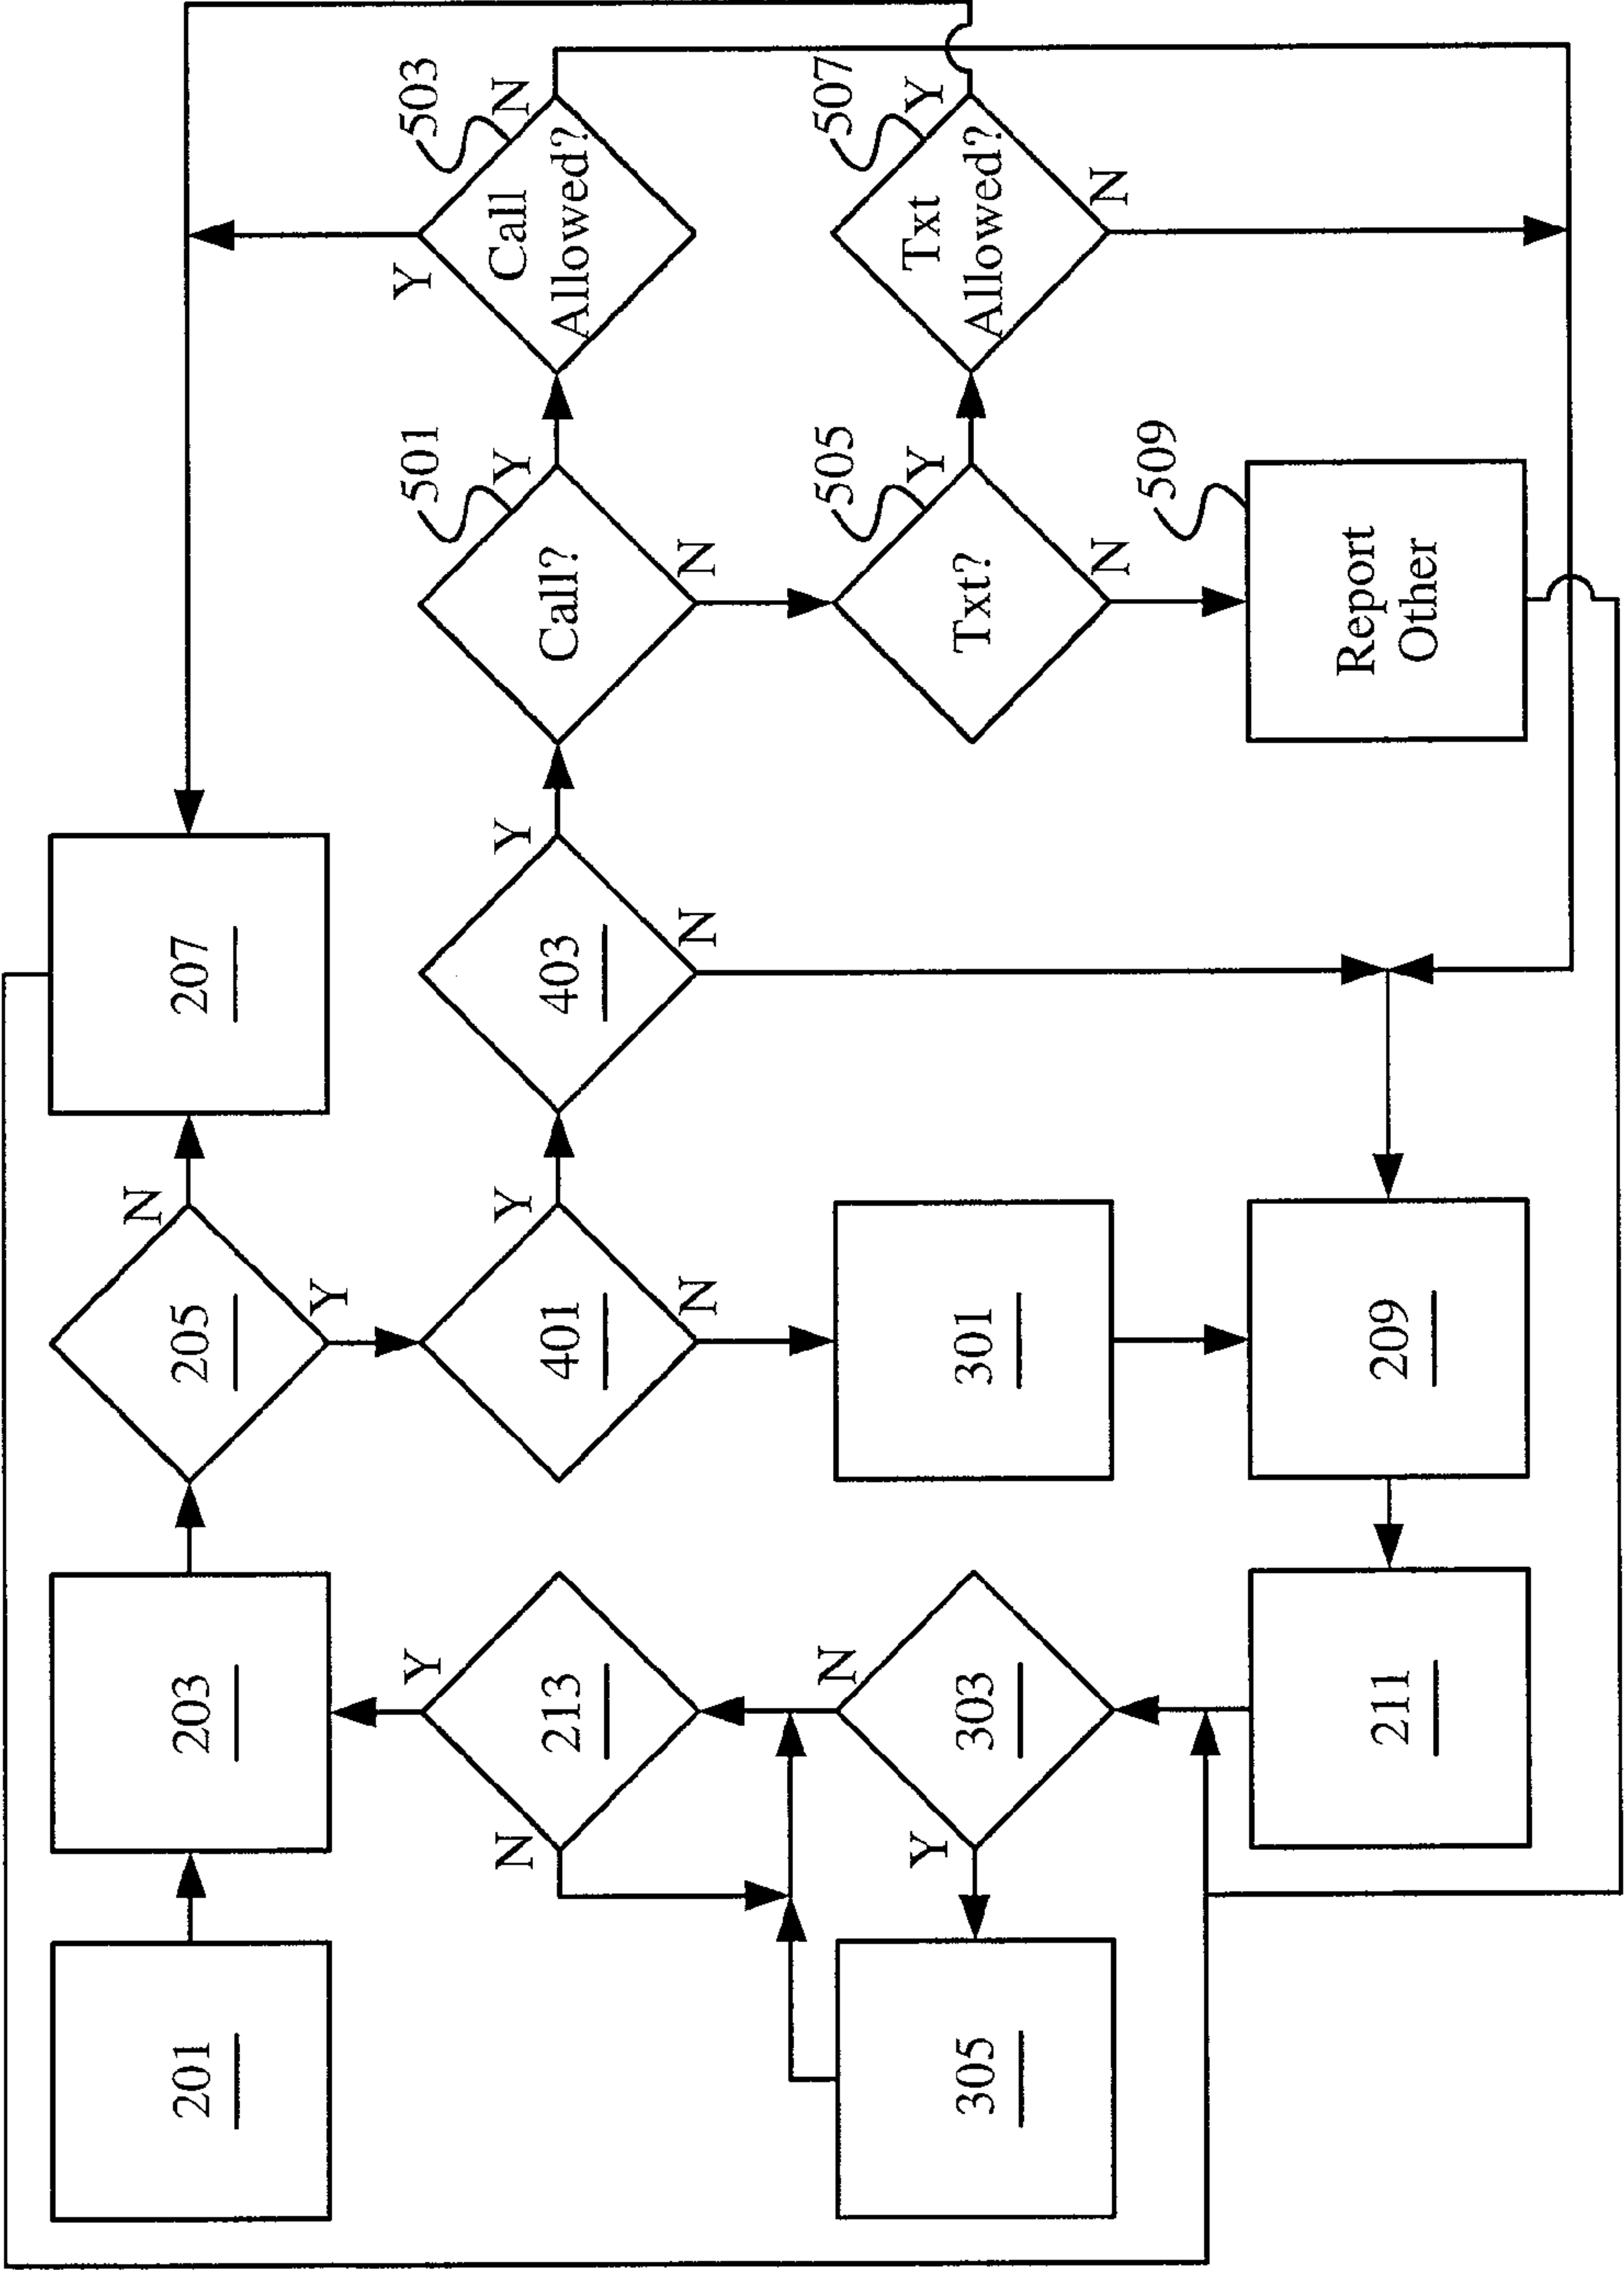 201
203
Y
205
N
207
Y
N
213
401
Y
403
Y
Call?
501
Y
Call
Allowed?
503
N
Y
N
N
N
305
Y
303
N
301
Txt?
505
Y
Txt
Allowed?
507
Y
N
N
211
209
Report
Other
509